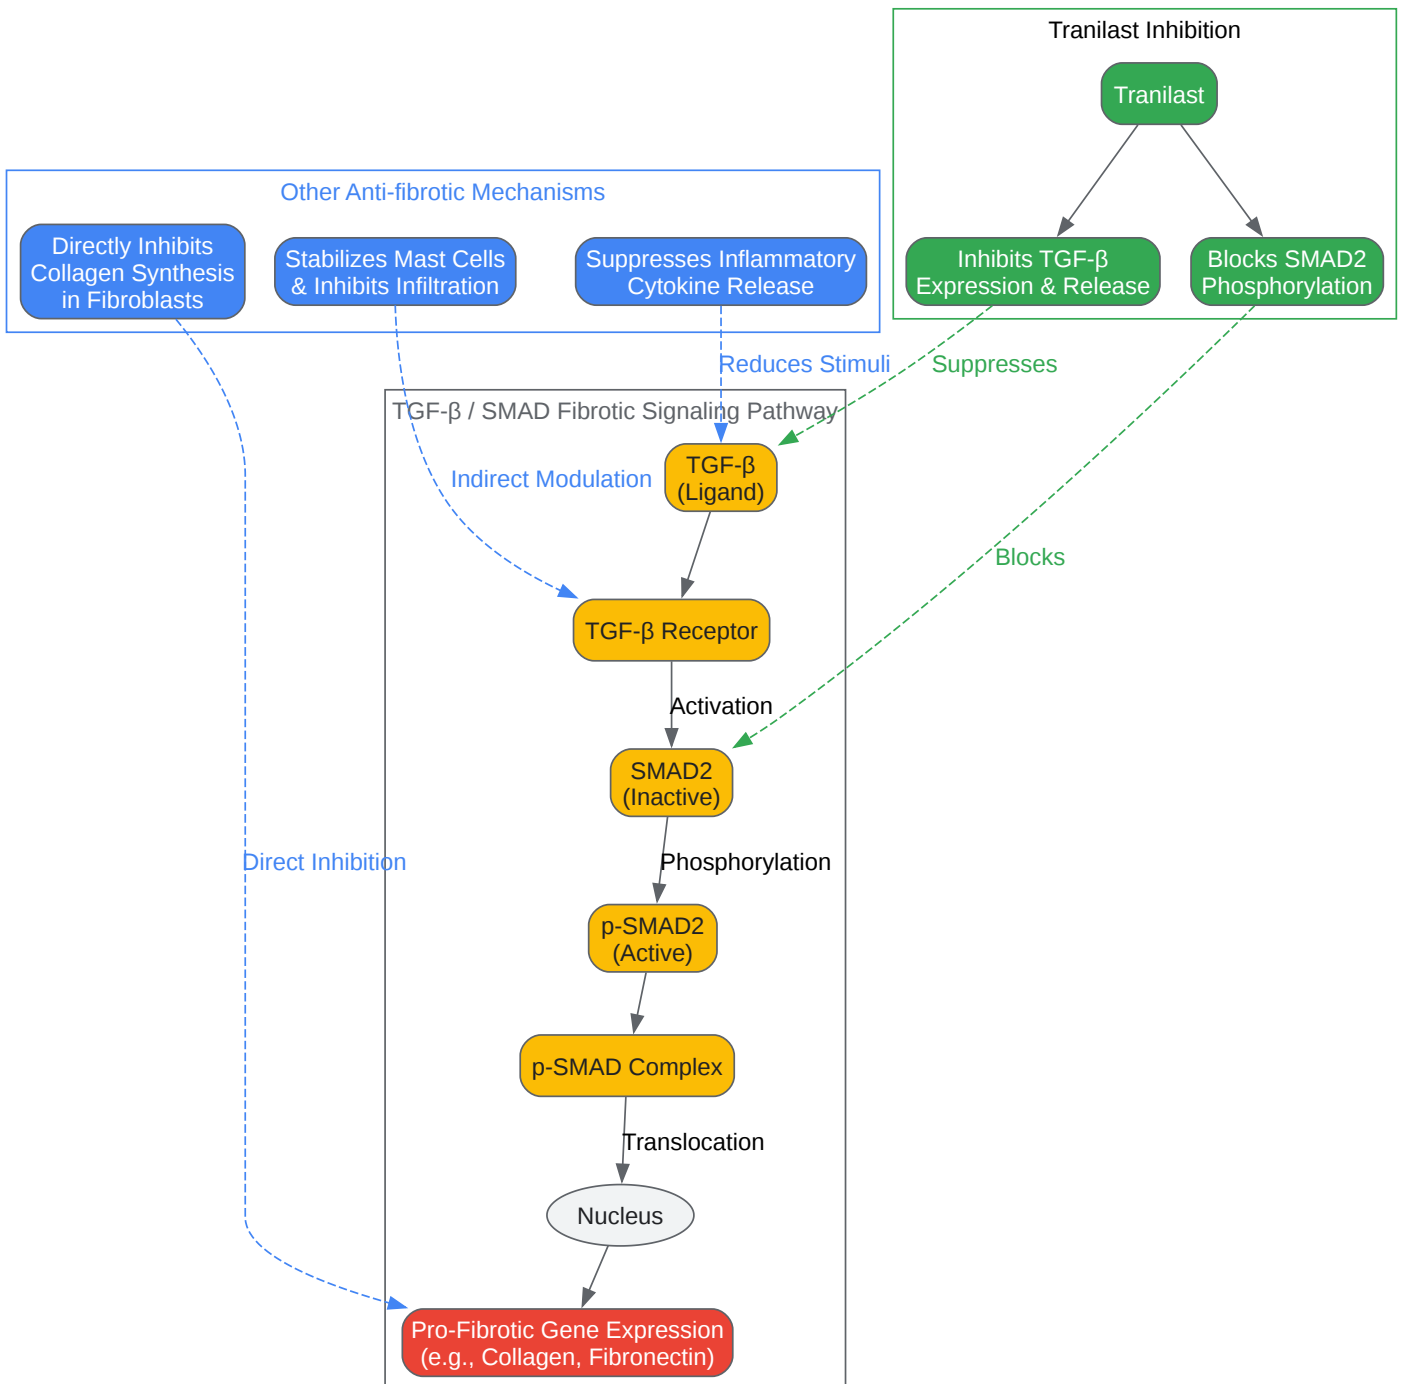 Tranilast Inhibition
Tranilast
Other Anti-fibrotic Mechanisms
Directly Inhibits
Collagen Synthesis
in Fibroblasts
Stabilizes Mast Cells
& Inhibits Infiltration
Suppresses Inflammatory
Cytokine Release
Inhibits TGF-β
Expression & Release
Blocks SMAD2
Phosphorylation
Reduces Stimuli
Suppresses
TGF-β / SMAD Fibrotic Signaling Pathway
TGF-β
(Ligand)
Indirect Modulation
Blocks
TGF-β Receptor
Activation
SMAD2
(Inactive)
Direct Inhibition
Phosphorylation
p-SMAD2
(Active)
p-SMAD Complex
Translocation
Nucleus
Pro-Fibrotic Gene Expression
(e.g., Collagen, Fibronectin)